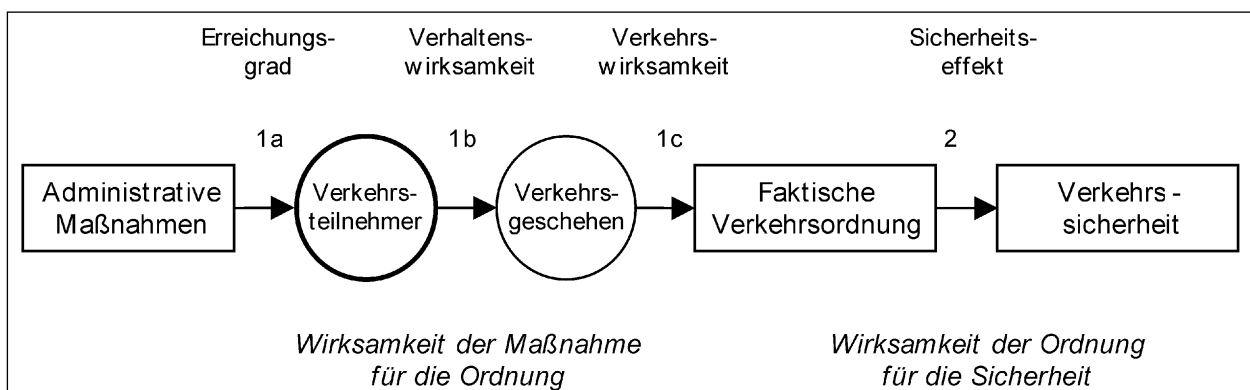 Erreichungs-
grad
Verhaltens-
wirksamkeit
Verkehrs-
wirksamkeit
Sicherheits-
effekt
1a
1b
1c
2
Administrative
Maßnahmen
Verkehrs-
teilnehmer
Verkehrs-
geschehen
Faktische
Verkehrsordnung
Verkehrs -
sicherheit
Wirksamkeit der Maßnahme
für die Ordnung
Wirksamkeit der Ordnung
für die Sicherheit